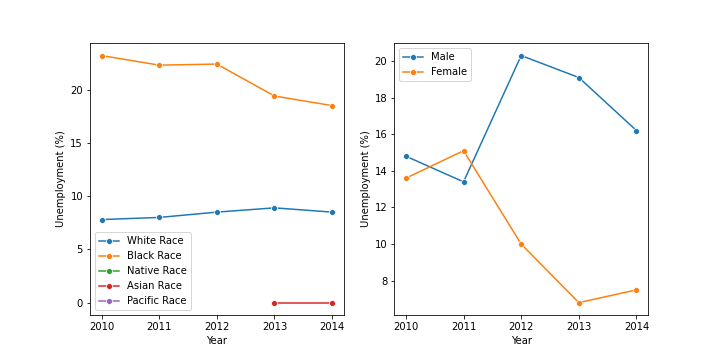 Unemployment (%)
20
15
10
5
0
White Race
Black Race
Native Race
Asian Race
Pacific Race
2010 2011 2012 2013 2014
Year
Unemployment (%)
20
18
16
14
12
10
8
Male
Female
2010 2011 2012 2013 2014
Year